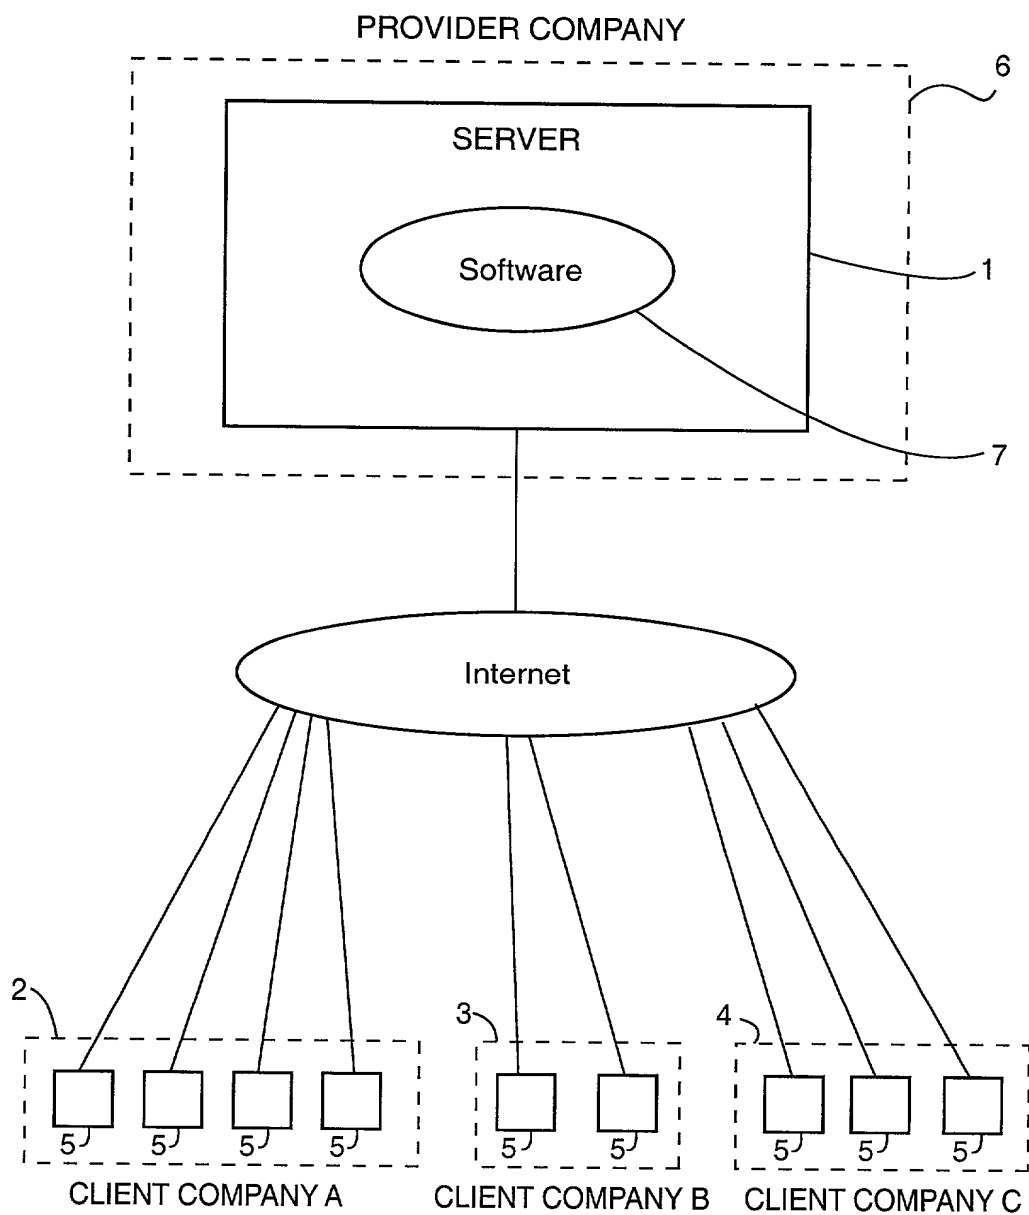 PROVIDER COMPANY
6
SERVER
Software
1
7
Internet
2
3
4
5 5 5 5 5 5 5 5 5
CLIENT COMPANY A
CLIENT COMPANY B
CLIENT COMPANY C